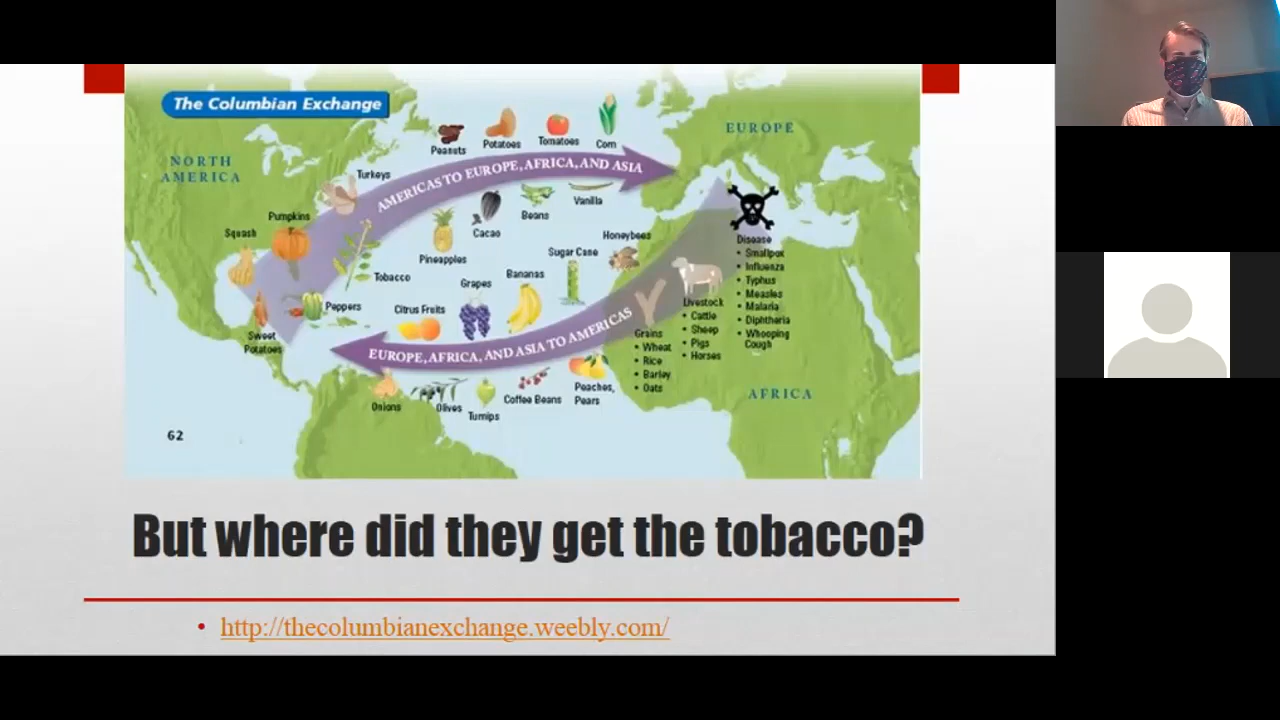 The Columbian Exchange
NORTH
AMERICA
EUROPE
AFRICA
Peanuts
Potatoes
Tomatoes
Corn
Turkeys
AMERICAS TO EUROPE, AFRICA, AND ASIA
Pumpkins
Squash
Cacao
Beans
Vanilla
Pineapples
Tobacco
Peppers
Sweet
Potatoes
Honeybees
Sugar Cane
Bananas
Grapes
Citrus Fruits
EUROPE, AFRICA, AND ASIA TO AMERICAS
Onions
Olives
Turnips
Coffee Beans
Peaches,
Pears
Grains
• Wheat
• Rice
• Barley
• Oats
Livestock
• Cattle
• Sheep
• Pigs
• Horses
Disease
• Smallpox
• Influenza
• Typhus
• Measles
• Malaria
• Diphtheria
• Whooping
Cough
62
But where did they get the tobacco?
• http://thecolumbianexchange.weebly.com/